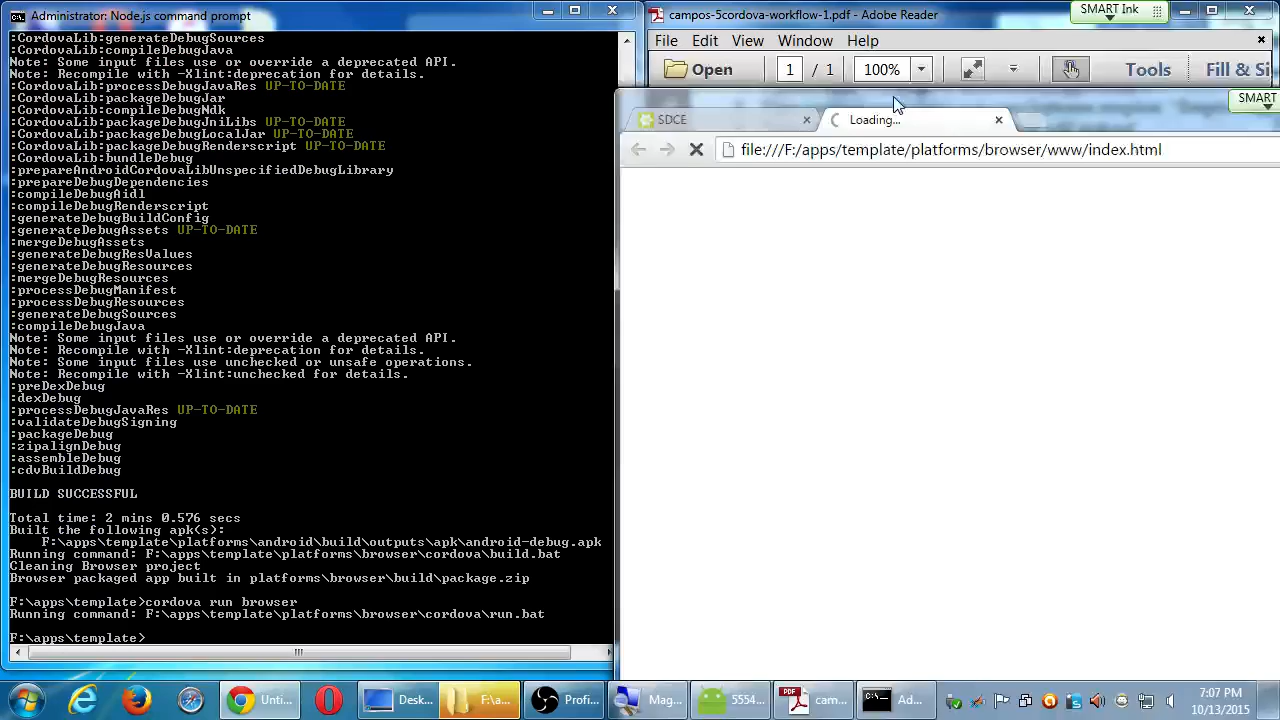 Administrator: Node.js command prompt
:CordovaLib:generateDebugSources
:CordovaLib:compileDebugJava
Note: Some input files use or override a deprecated API.
Note: Recompile with -Xlint:deprecation for details.
:CordovaLib:processDebugJavaRes UP-TO-DATE
:CordovaLib:packageDebugJar
:CordovaLib:compileDebugNdk
:CordovaLib:packageDebugJniLibs UP-TO-DATE
:CordovaLib:packageDebugLocalJar UP-TO-DATE
:CordovaLib:packageDebugRenderscript UP-TO-DATE
:CordovaLib:bundleDebug
:prepareAndroidCordovaLibUnspecifiedDebugLibrary
:prepareDebugDependencies
:compileDebugAidl
:compileDebugRenderscript
:generateDebugBuildConfig
:generateDebugAssets UP-TO-DATE
:mergeDebugAssets
:generateDebugResValues
:generateDebugResources
:mergeDebugResources
:processDebugManifest
:processDebugResources
:generateDebugSources
:compileDebugJava
Note: Some input files use or override a deprecated API.
Note: Recompile with -Xlint:deprecation for details.
Note: Some input files use unchecked or unsafe operations.
Note: Recompile with -Xlint:unchecked for details.
:preDexDebug
:dexDebug
:processDebugJavaRes UP-TO-DATE
:validateDebugSigning
:packageDebug
:zipalignDebug
:assembleDebug
:cdvBuildDebug
BUILD SUCCESSFUL
Total time: 2 mins 0.576 secs
Built the following apk(s):
F:\apps\template\platforms\android\build\outputs\apk\android-debug.apk
Running command: F:\apps\template\platforms\browser\cordova\build.bat
Cleaning Browser project
Browser packaged app built in platforms\browser\build\package.zip
F:\apps\template>cordova run browser
Running command: F:\apps\template\platforms\browser\cordova\run.bat
F:\apps\template>
campos-5cordova-workflow-1.pdf - Adobe Reader
SMART Ink
File Edit View Window Help
Open 1 / 1 100% Tools Fill & Si
SMART
SDCE Loading...
file:///F:/apps/template/platforms/browser/www/index.html
Unti... Desk... F:\a... Profi... Mag... 5554... cam... Ad...
7:07 PM
10/13/2015